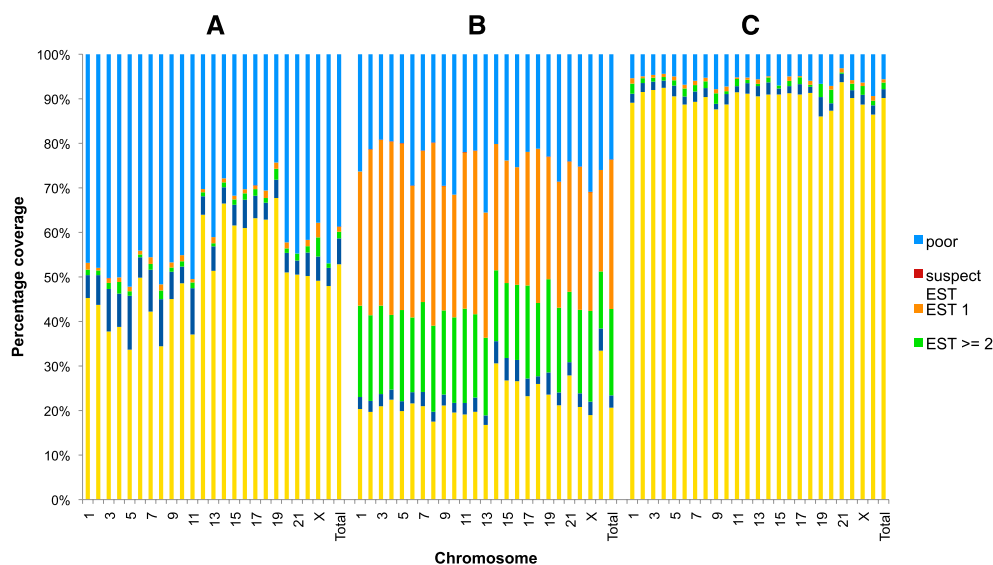 A B C
100%
90%
80%
70%
60%
50%
40%
30%
20%
10%
0%
Percentage coverage
1 3 5 7 9 11 13 15 17 19 21 X Total 1 3 5 7 9 11 13 15 17 19 21 X Total 1 3 5 7 9 11 13 15 17 19 21 X Total
Chromosome
poor
suspect
EST
EST 1
EST >= 2